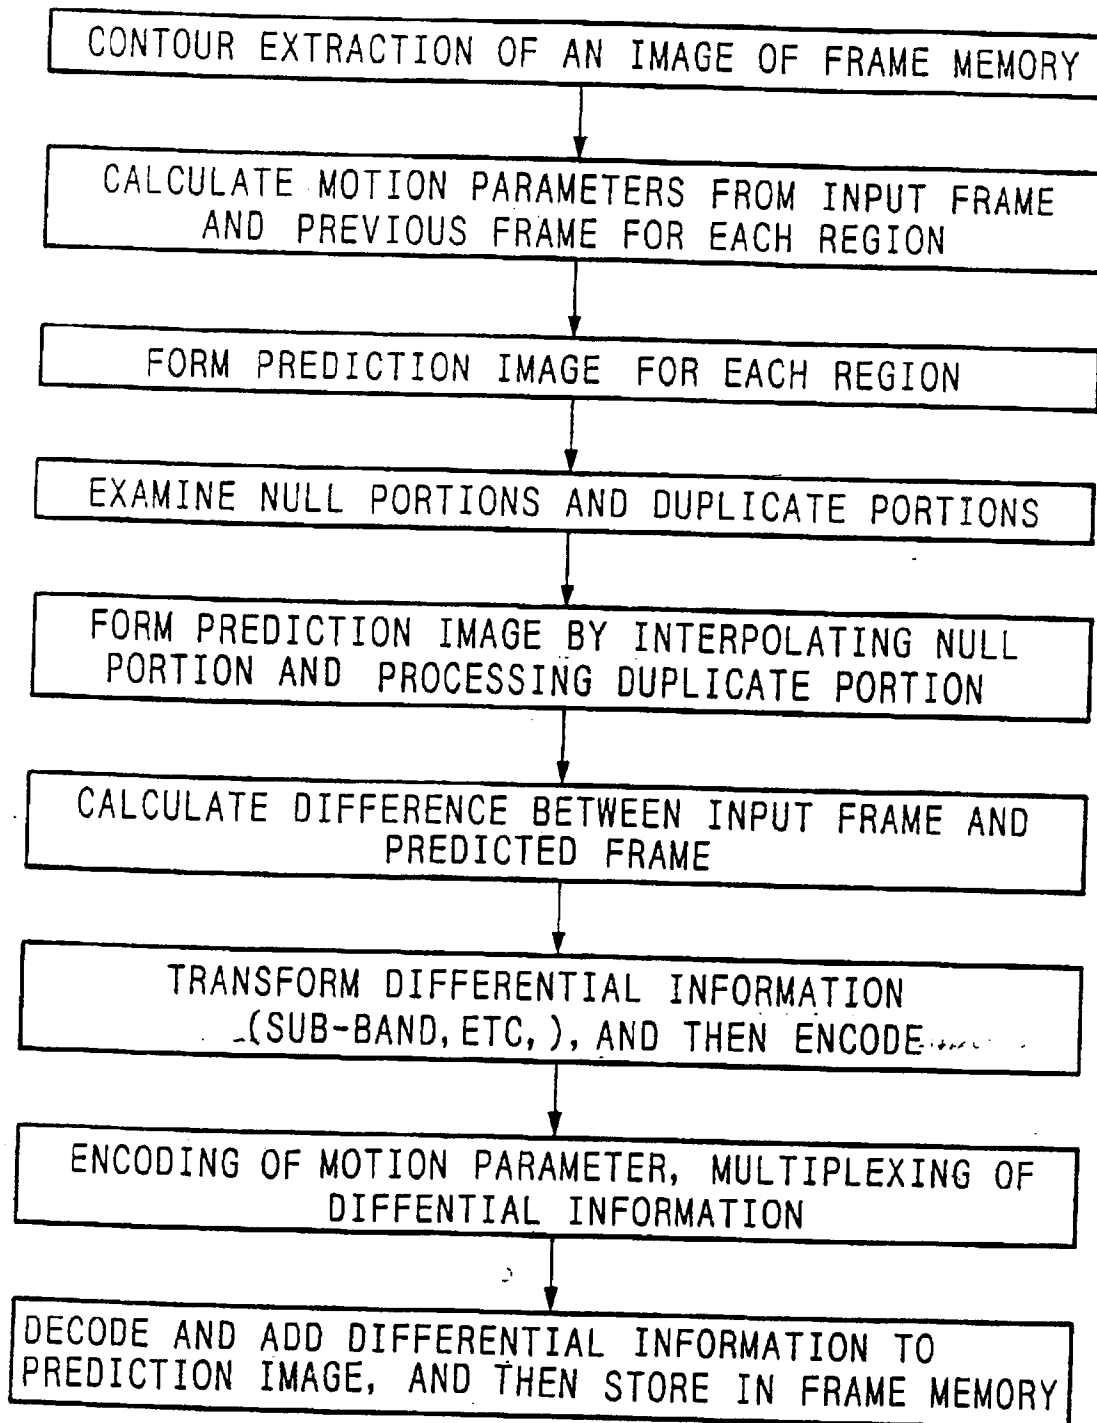 CONTOUR EXTRACTION OF AN IMAGE OF FRAME MEMORY
CALCULATE MOTION PARAMETERS FROM INPUT FRAME
AND PREVIOUS FRAME FOR EACH REGION
FORM PREDICTION IMAGE FOR EACH REGION
EXAMINE NULL PORTIONS AND DUPLICATE PORTIONS
FORM PREDICTION IMAGE BY INTERPOLATING NULL
PORTION AND PROCESSING DUPLICATE PORTION
CALCULATE DIFFERENCE BETWEEN INPUT FRAME AND
PREDICTED FRAME
TRANSFORM DIFFERENTIAL INFORMATION
(SUB-BAND, ETC, ), AND THEN ENCODE
ENCODING OF MOTION PARAMETER, MULTIPLEXING OF
DIFFENTIAL INFORMATION
DECODE AND ADD DIFFERENTIAL INFORMATION TO
PREDICTION IMAGE, AND THEN STORE IN FRAME MEMORY